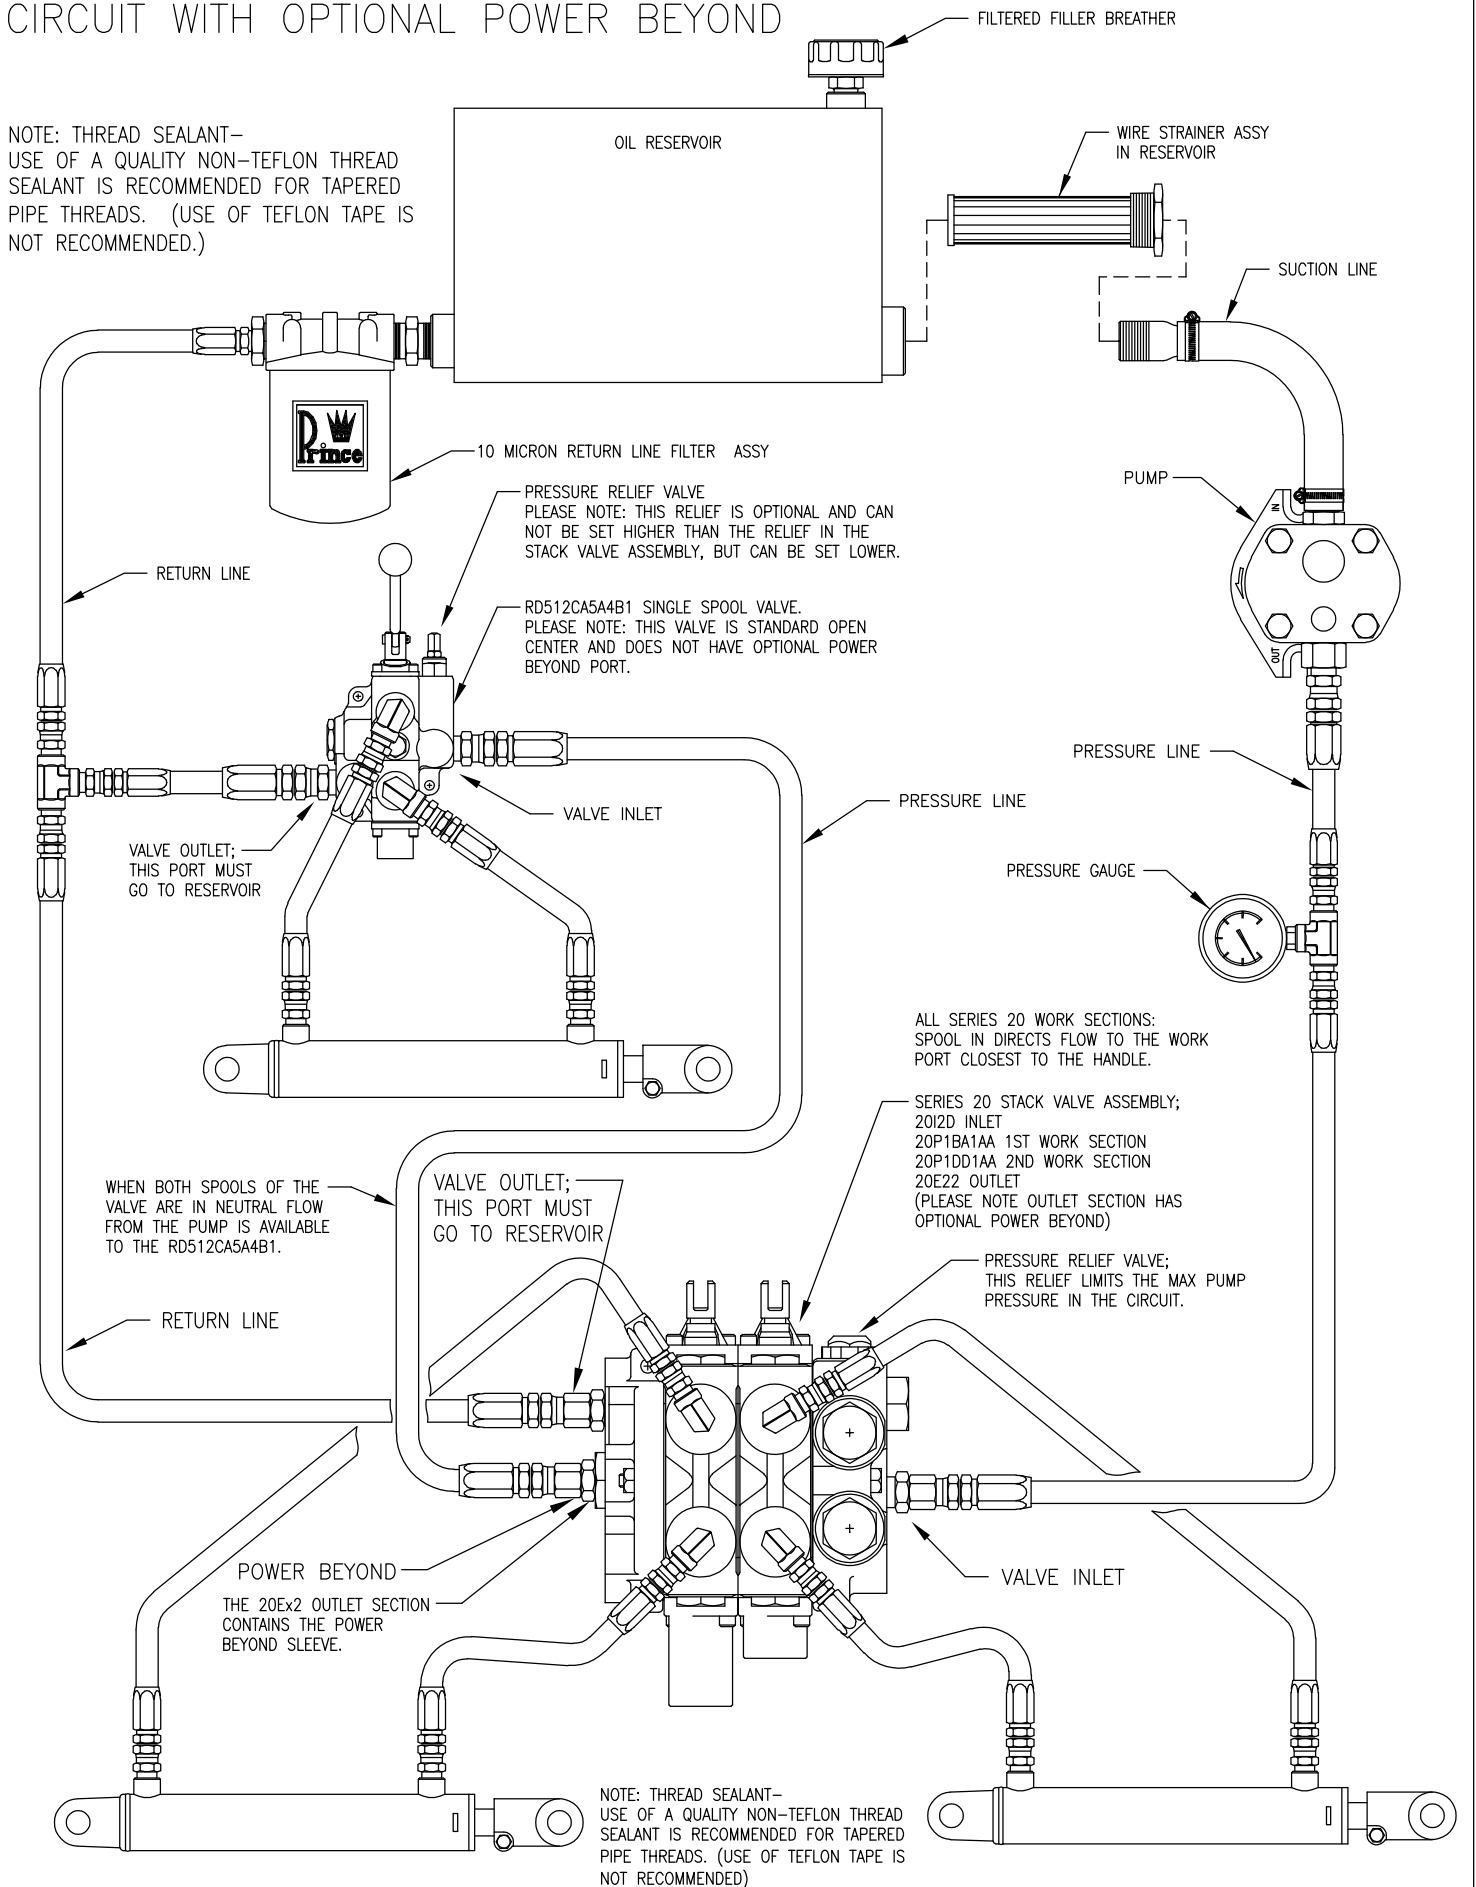 CIRCUIT WITH OPTIONAL POWER BEYOND
FILTERED FILLER BREATHER
NOTE: THREAD SEALANT–
USE OF A QUALITY NON–TEFLON THREAD
SEALANT IS RECOMMENDED FOR TAPERED
PIPE THREADS. (USE OF TEFLON TAPE IS
NOT RECOMMENDED.)
OIL RESERVOIR
WIRE STRAINER ASSY
IN RESERVOIR
SUCTION LINE
Prince
10 MICRON RETURN LINE FILTER ASSY
PUMP
IN
OUT
PRESSURE RELIEF VALVE
PLEASE NOTE: THIS RELIEF IS OPTIONAL AND CAN
NOT BE SET HIGHER THAN THE RELIEF IN THE
STACK VALVE ASSEMBLY, BUT CAN BE SET LOWER.
RETURN LINE
RD512CA5A4B1 SINGLE SPOOL VALVE.
PLEASE NOTE: THIS VALVE IS STANDARD OPEN
CENTER AND DOES NOT HAVE OPTIONAL POWER
BEYOND PORT.
PRESSURE LINE
PRESSURE LINE
VALVE INLET
VALVE OUTLET;
THIS PORT MUST
GO TO RESERVOIR
PRESSURE GAUGE
ALL SERIES 20 WORK SECTIONS:
SPOOL IN DIRECTS FLOW TO THE WORK
PORT CLOSEST TO THE HANDLE.
SERIES 20 STACK VALVE ASSEMBLY;
20I2D INLET
20P1BA1AA 1ST WORK SECTION
20P1DD1AA 2ND WORK SECTION
20E22 OUTLET
(PLEASE NOTE OUTLET SECTION HAS
OPTIONAL POWER BEYOND)
WHEN BOTH SPOOLS OF THE
VALVE ARE IN NEUTRAL FLOW
FROM THE PUMP IS AVAILABLE
TO THE RD512CA5A4B1.
VALVE OUTLET;
THIS PORT MUST
GO TO RESERVOIR
PRESSURE RELIEF VALVE;
THIS RELIEF LIMITS THE MAX PUMP
PRESSURE IN THE CIRCUIT.
RETURN LINE
POWER BEYOND
THE 20Ex2 OUTLET SECTION
CONTAINS THE POWER
BEYOND SLEEVE.
VALVE INLET
NOTE: THREAD SEALANT–
USE OF A QUALITY NON–TEFLON THREAD
SEALANT IS RECOMMENDED FOR TAPERED
PIPE THREADS. (USE OF TEFLON TAPE IS
NOT RECOMMENDED)